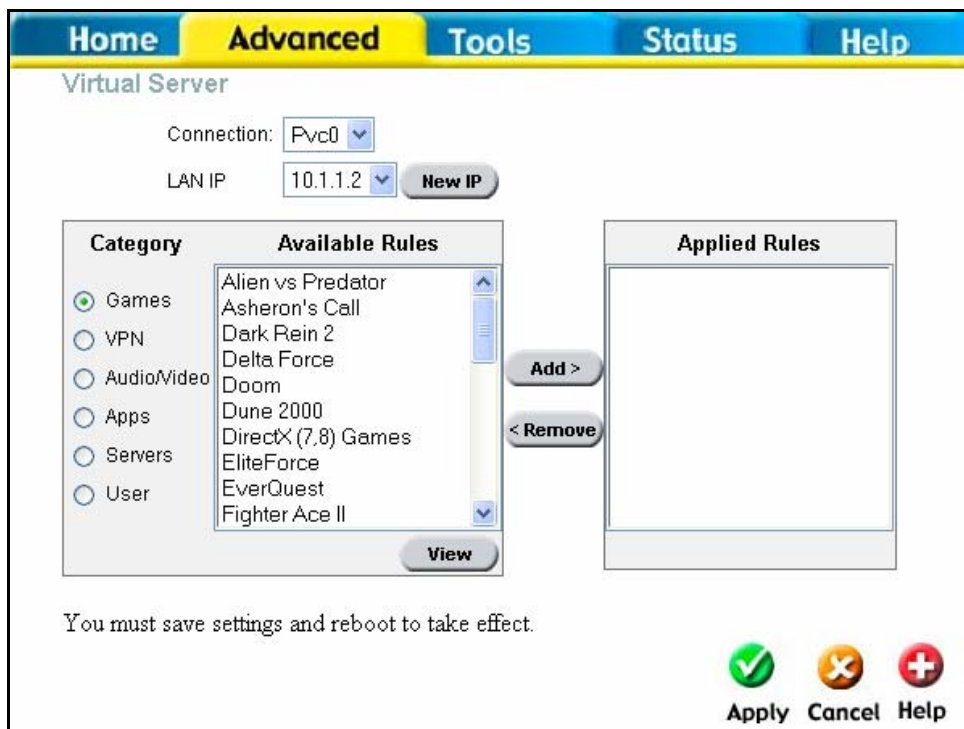 Home Advanced Tools Status Help
Virtual Server
Connection: Pvc0
LAN IP 10.1.1.2 New IP
Category Available Rules
Games
VPN
Audio/Video
Apps
Servers
User
Alien vs Predator
Asheron's Call
Dark Rein 2
Delta Force
Doom
Dune 2000
DirectX (7,8) Games
EliteForce
EverQuest
Fighter Ace II
View
Add >
< Remove
Applied Rules
You must save settings and reboot to take effect.
Apply Cancel Help